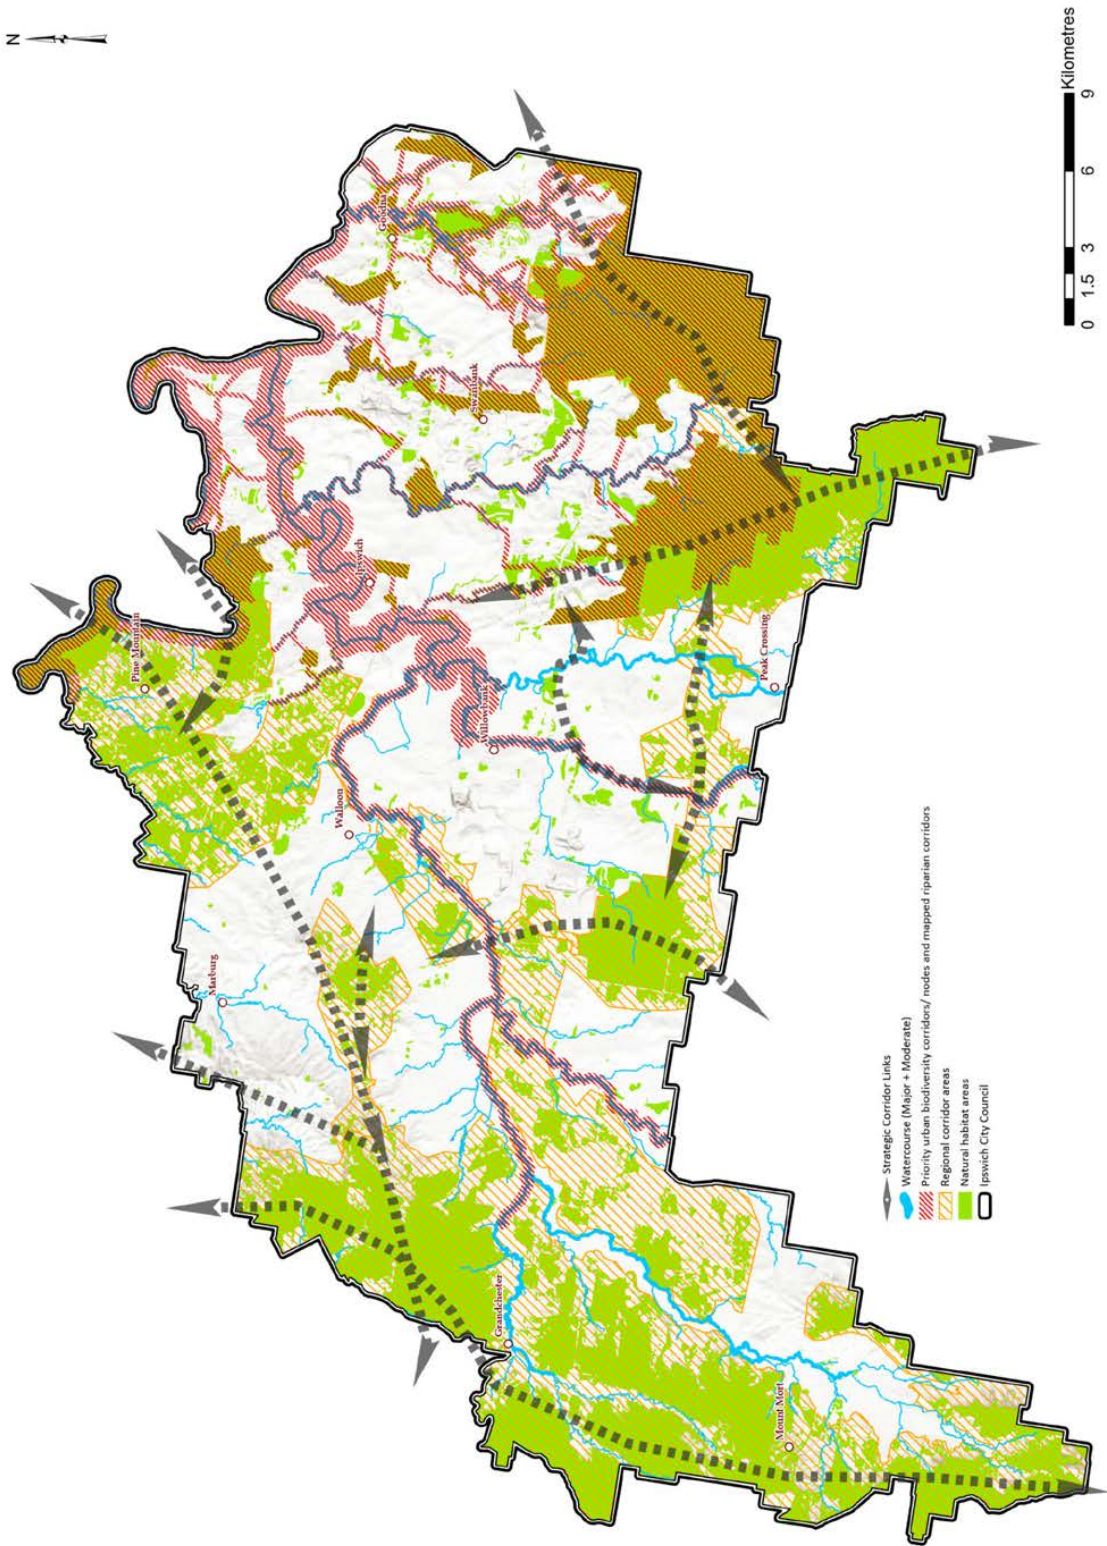 N
Pine Mountain
Goodna
Ipswich
Swanbank
Marburg
Walloon
Willowbank
Peak Crossing
Grandchester
Mount Mort
Strategic Corridor Links
Watercourse (Major + Moderate)
Priority urban biodiversity corridors/ nodes and mapped riparian corridors
Regional corridor areas
Natural habitat areas
Ipswich City Council
0 1.5 3 6 9
Kilometres